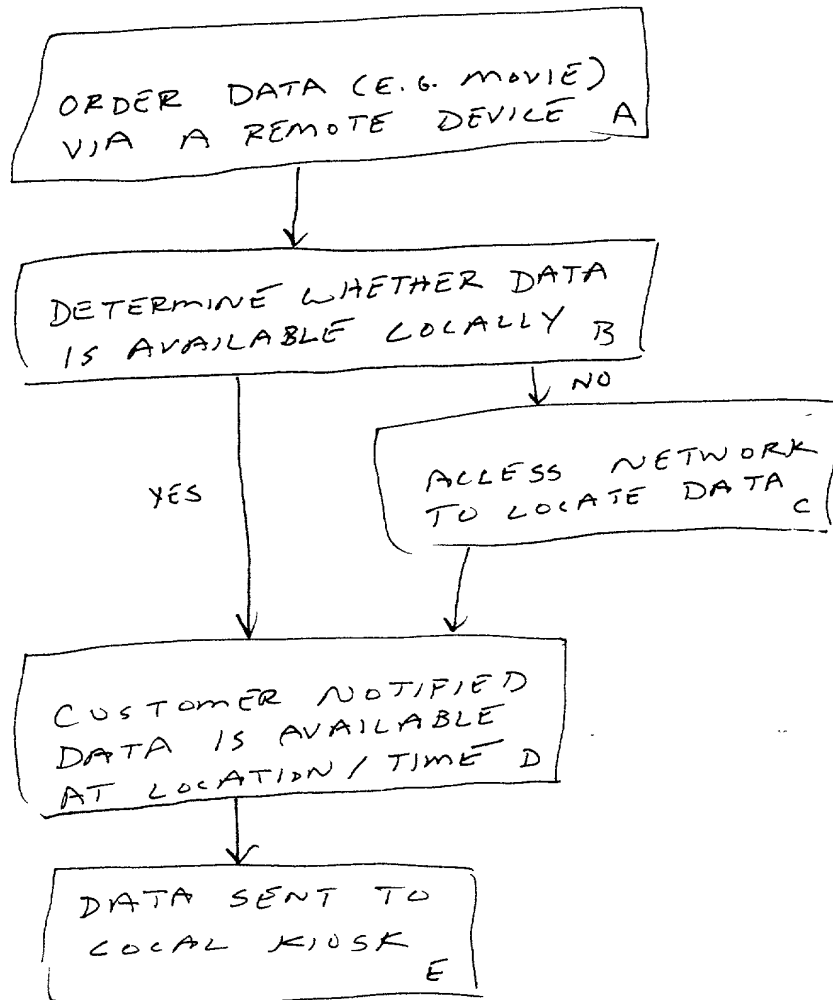 ORDER DATA (E.G. MOVIE)
VIA A REMOTE DEVICE A
DETERMINE WHETHER DATA
IS AVAILABLE LOCALLY B
NO
YES
ACCESS NETWORK
TO LOCATE DATA C
CUSTOMER NOTIFIED
DATA IS AVAILABLE
AT LOCATION / TIME D
DATA SENT TO
LOCAL KIOSK
E